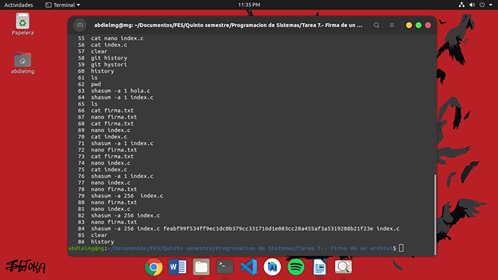 Actividades
Terminal
11:35 PM
Papelera
abdielmg
abdielmg@mg: ~/Documentos/FES/Quinto semestre/Programacion de Sistemas/Tarea 7.- Firma de un...
55 cat nano index.c
56 cat index.c
57 clear
58 git history
59 git hystori
60 history
61 ls
62 pwd
63 shasum -a 1 hola.c
64 shasum -a 1 index.c
65 ls
66 cat firma.txt
67 nano firma.txt
68 cat firma.txt
69 nano index.c
70 cat index.c
71 shasum -a 1 index.c
72 nano firma.txt
73 cat firma.txt
74 nano index.c
75 cat index.c
76 shasum -a 1 index.c
77 nano index.c
78 nano firma.txt
79 shasum -a 256 index.c
80 nano firma.txt
81 nano index.c
82 shasum -a 256 index.c
83 nano firma.txt
84 shasum -a 256 index.c feabf99f534ff9ec1dc8b379cc331716d1e083cc28a455af3a5319208b21f23e index.c
85 clear
86 history
abdielmg@mg:~/Documentos/FES/Quinto semestre/Programacion de Sistemas/Tarea 7.- Firma de un archivo$